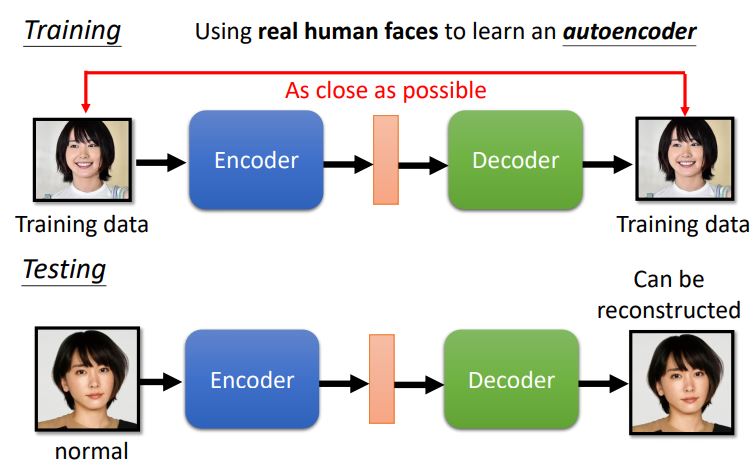 Training
Using real human faces to learn an autoencoder
As close as possible
Encoder
Decoder
Training data
Training data
Testing
Can be
reconstructed
Encoder
Decoder
normal